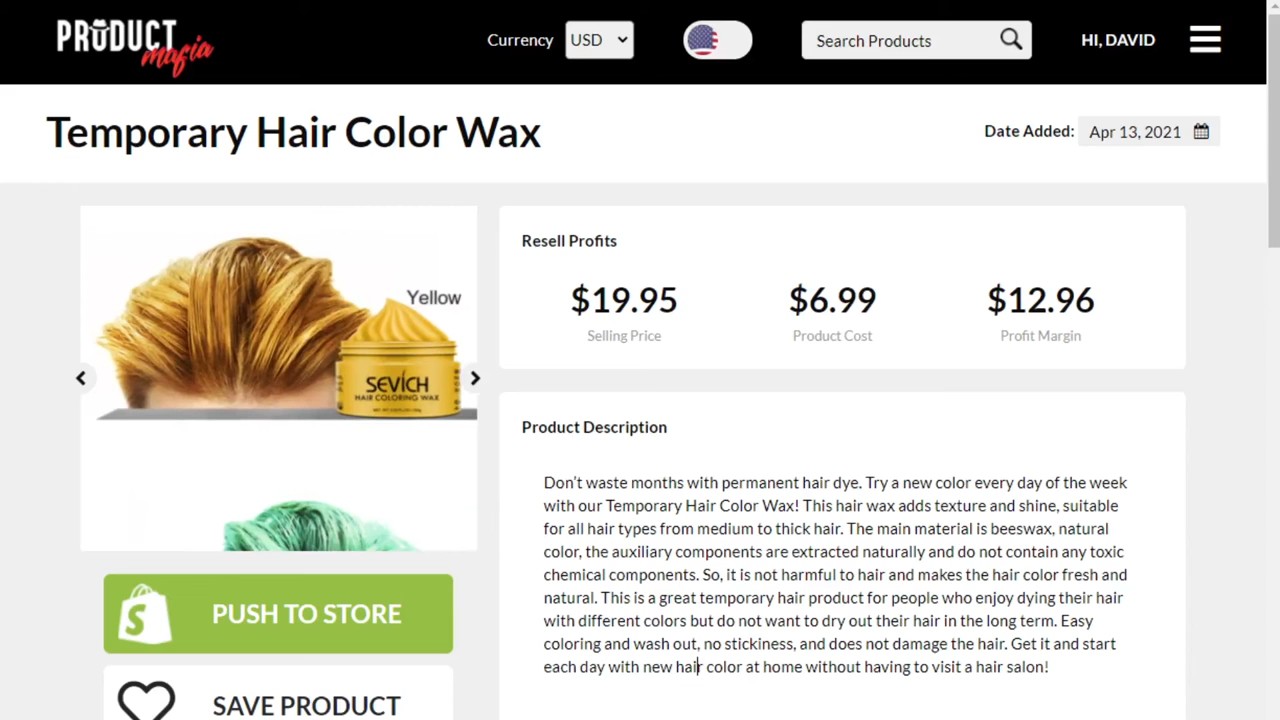 PRODUCT
mafia
Currency
USD
Search Products
HI, DAVID
Temporary Hair Color Wax
Date Added:
Apr 13, 2021
Yellow
SEVICH
HAIR COLORING WAX
Resell Profits
$19.95
$6.99
$12.96
Selling Price
Product Cost
Profit Margin
Product Description
Don't waste months with permanent hair dye. Try a new color every day of the week
with our Temporary Hair Color Wax! This hair wax adds texture and shine, suitable
for all hair types from medium to thick hair. The main material is beeswax, natural
color, the auxiliary components are extracted naturally and do not contain any toxic
chemical components. So, it is not harmful to hair and makes the hair color fresh and
natural. This is a great temporary hair product for people who enjoy dying their hair
with different colors but do not want to dry out their hair in the long term. Easy
coloring and wash out, no stickiness, and does not damage the hair. Get it and start
each day with new hair color at home without having to visit a hair salon!
PUSH TO STORE
SAVE PRODUCT